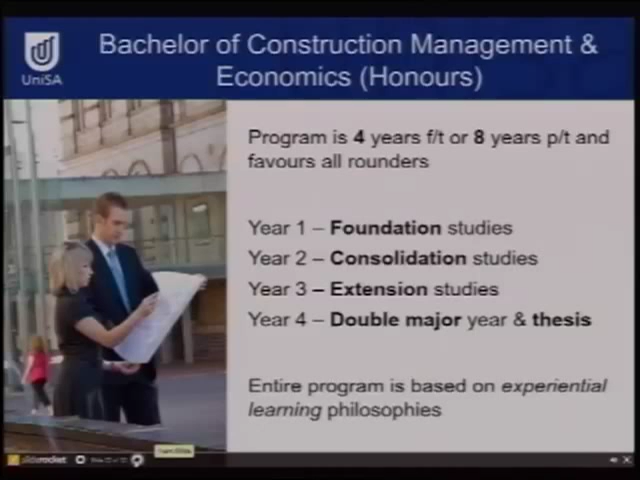 UniSA
Bachelor of Construction Management &
Economics (Honours)
Program is 4 years f/t or 8 years p/t and
favours all rounders
Year 1 – Foundation studies
Year 2 – Consolidation studies
Year 3 – Extension studies
Year 4 – Double major year & thesis
Entire program is based on experiential
learning philosophies
sliderocket